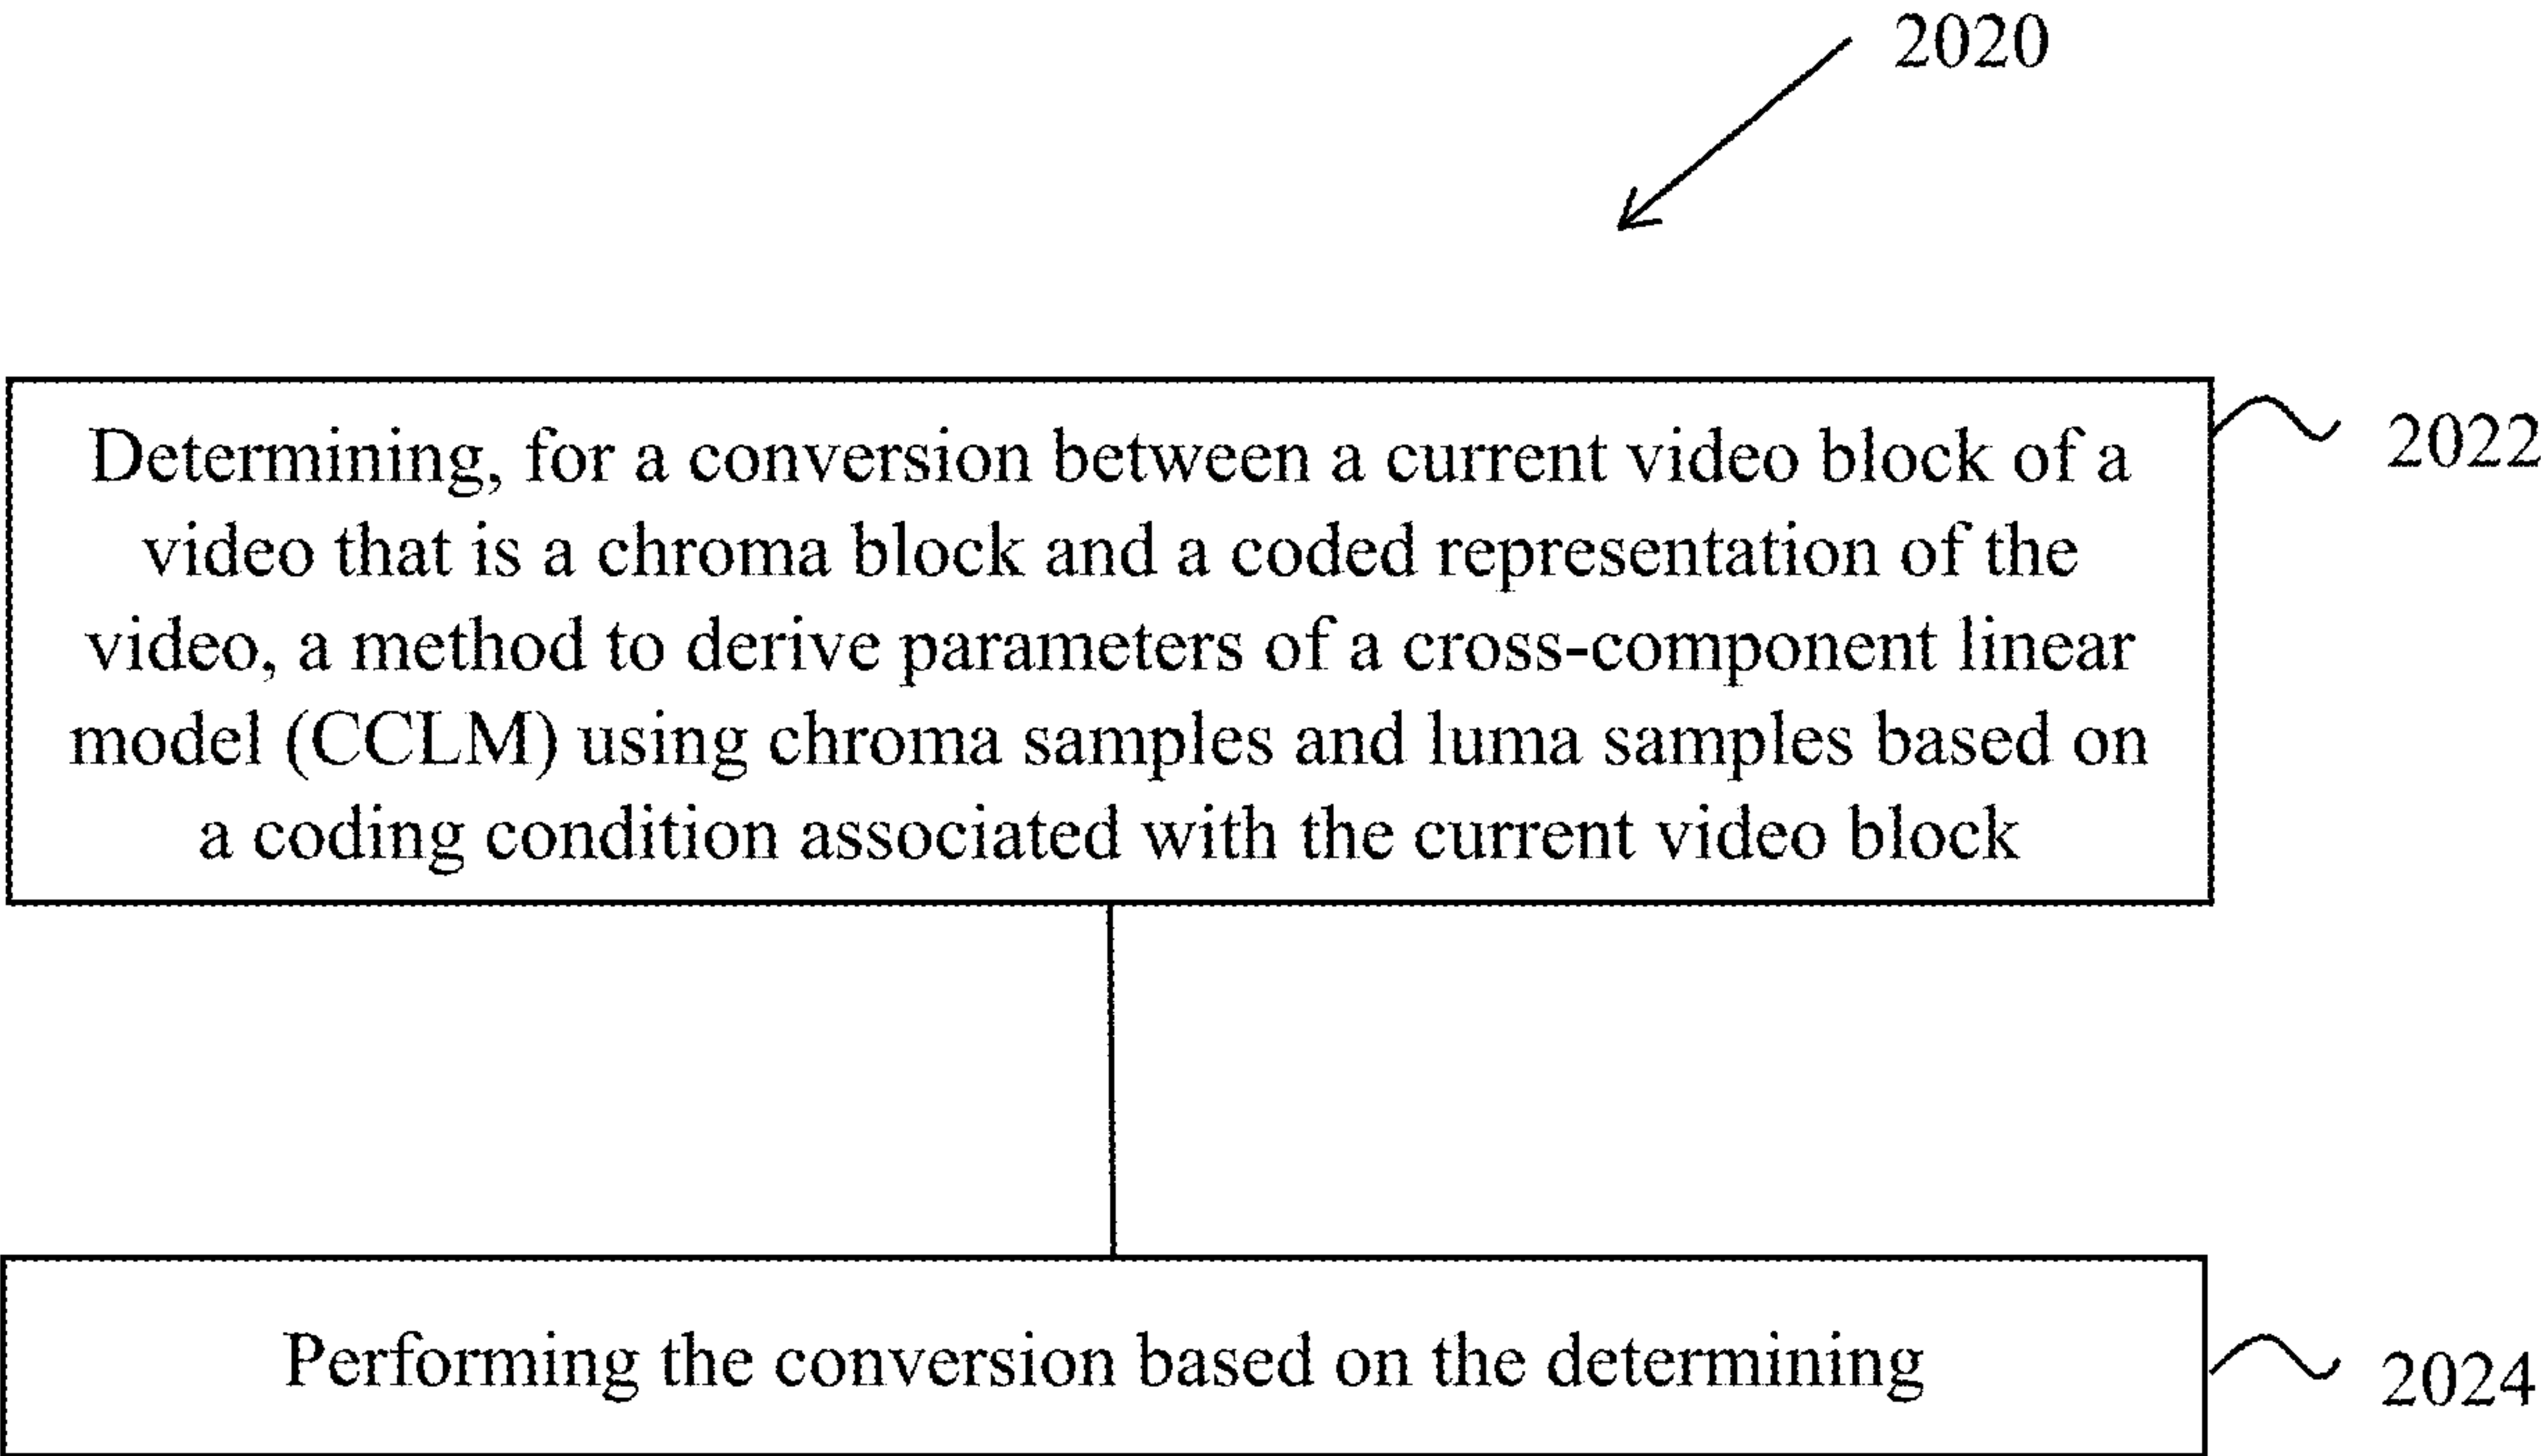 2020
Determining, for a conversion between a current video block of a
video that is a chroma block and a coded representation of the
video, a method to derive parameters of a cross-component linear
model (CCLM) using chroma samples and luma samples based on
a coding condition associated with the current video block
2022
Performing the conversion based on the determining
2024